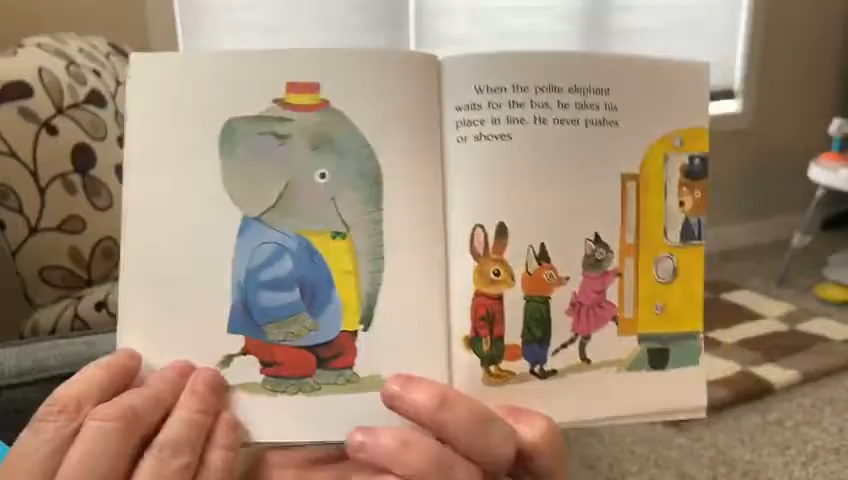 When the polite elephant
waits for the bus, he takes his
place in line. He never pushes
or shoves